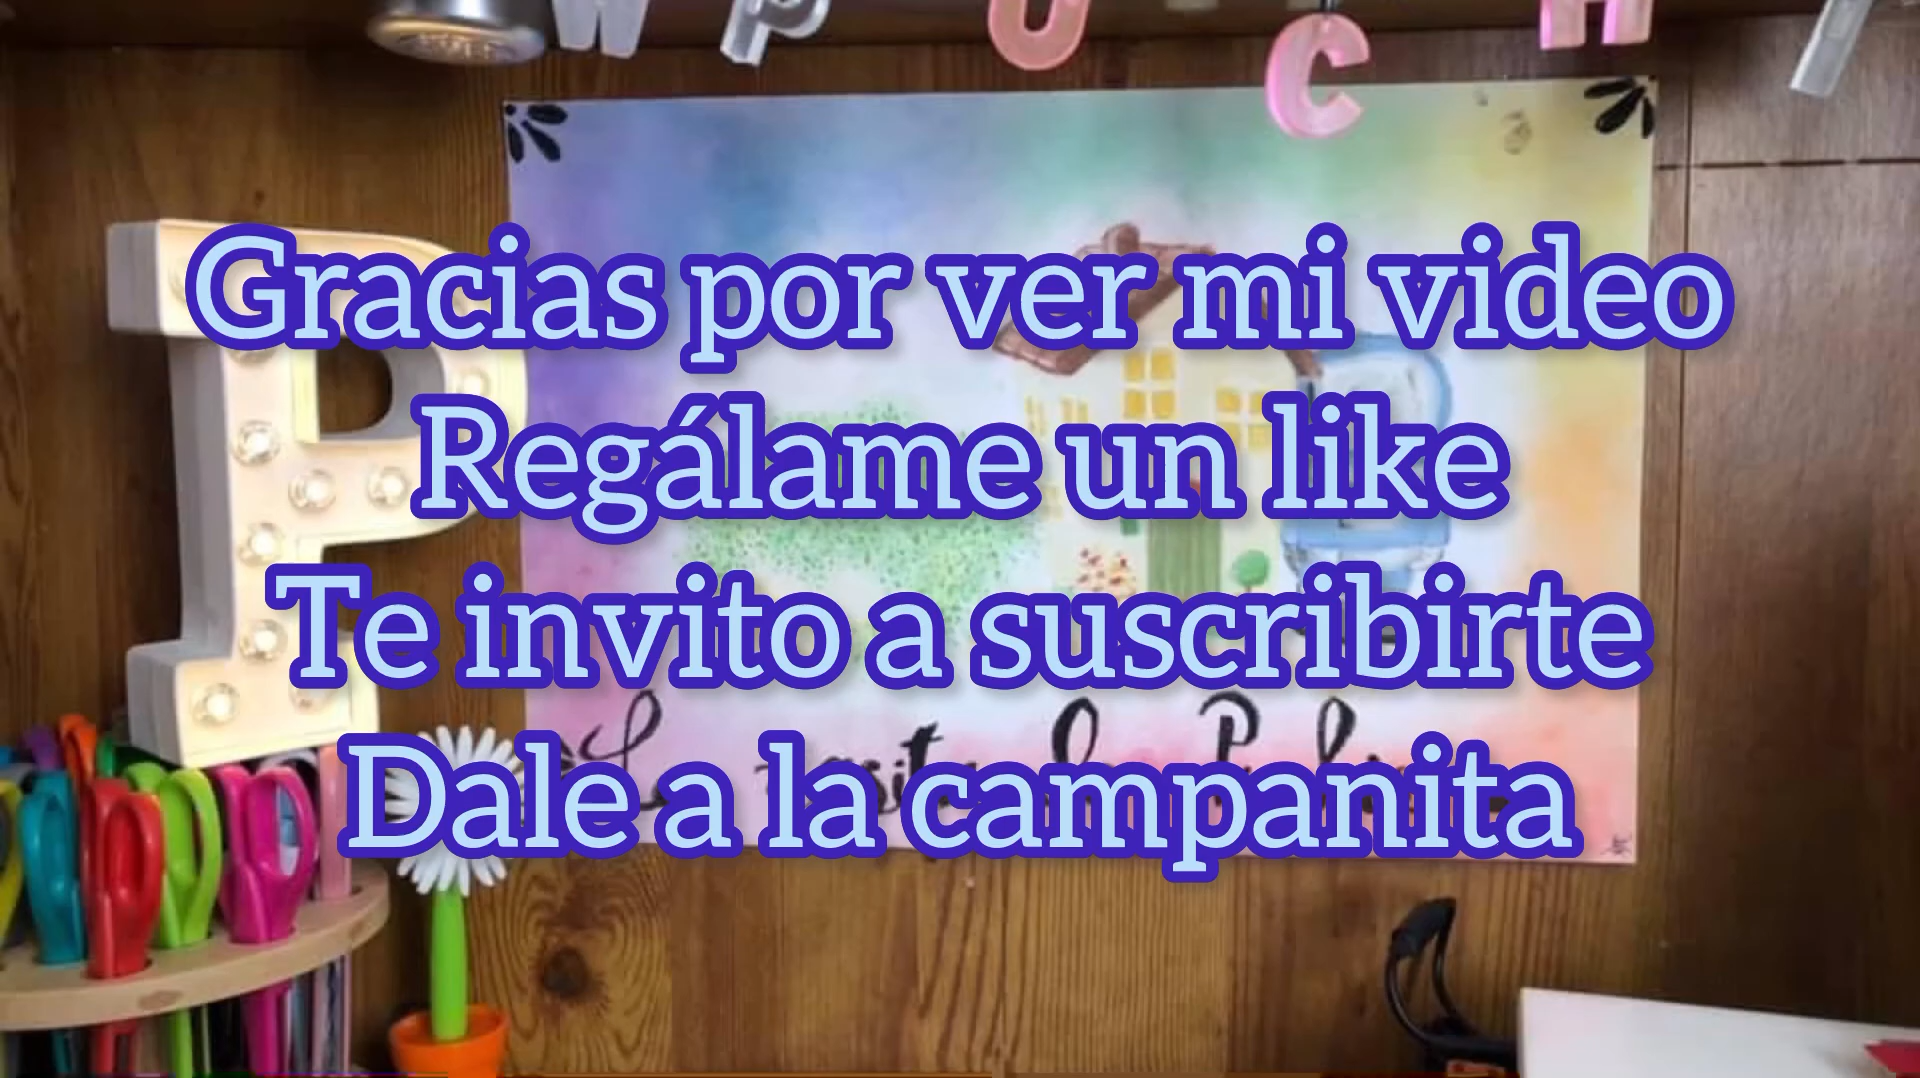 W P U C H Y
P
Gracias por ver mi video
Regálame un like
Te invito a suscribirte
Dale a la campanita